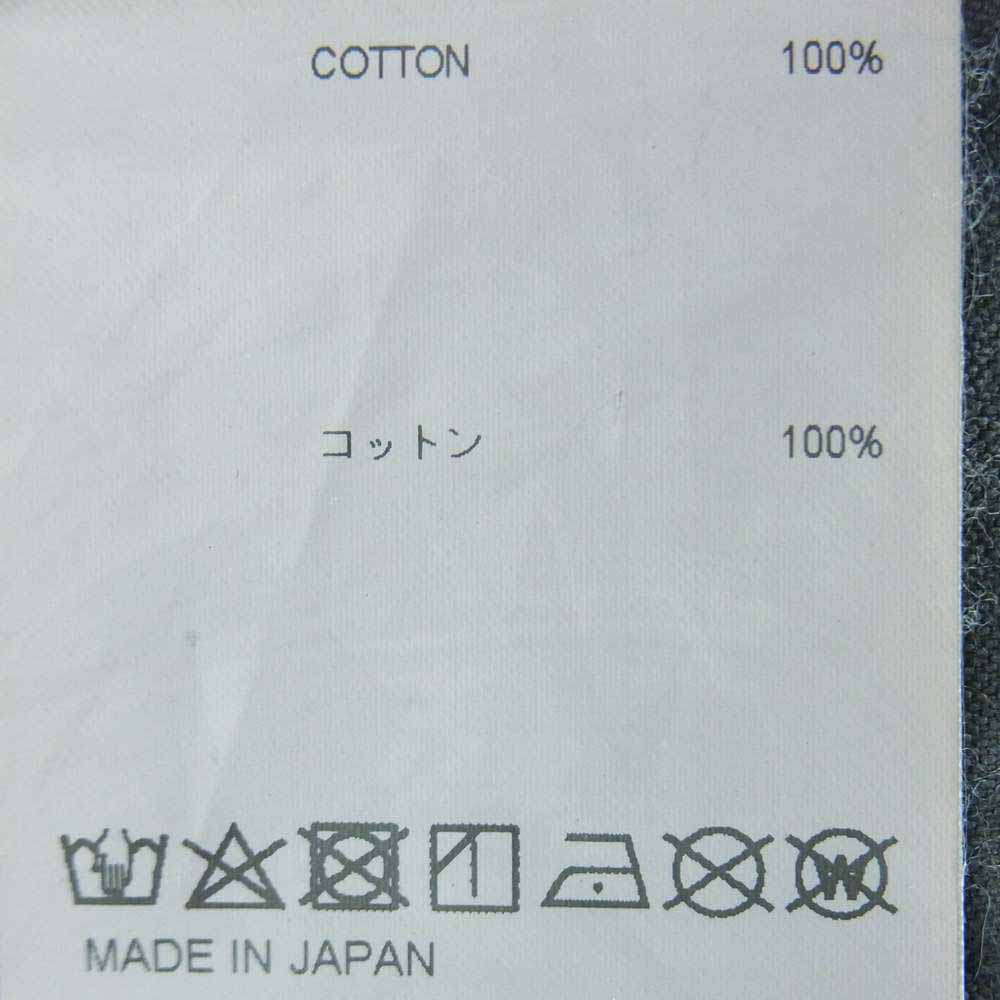 COTTON 100%
コットン 100%
W
MADE IN JAPAN